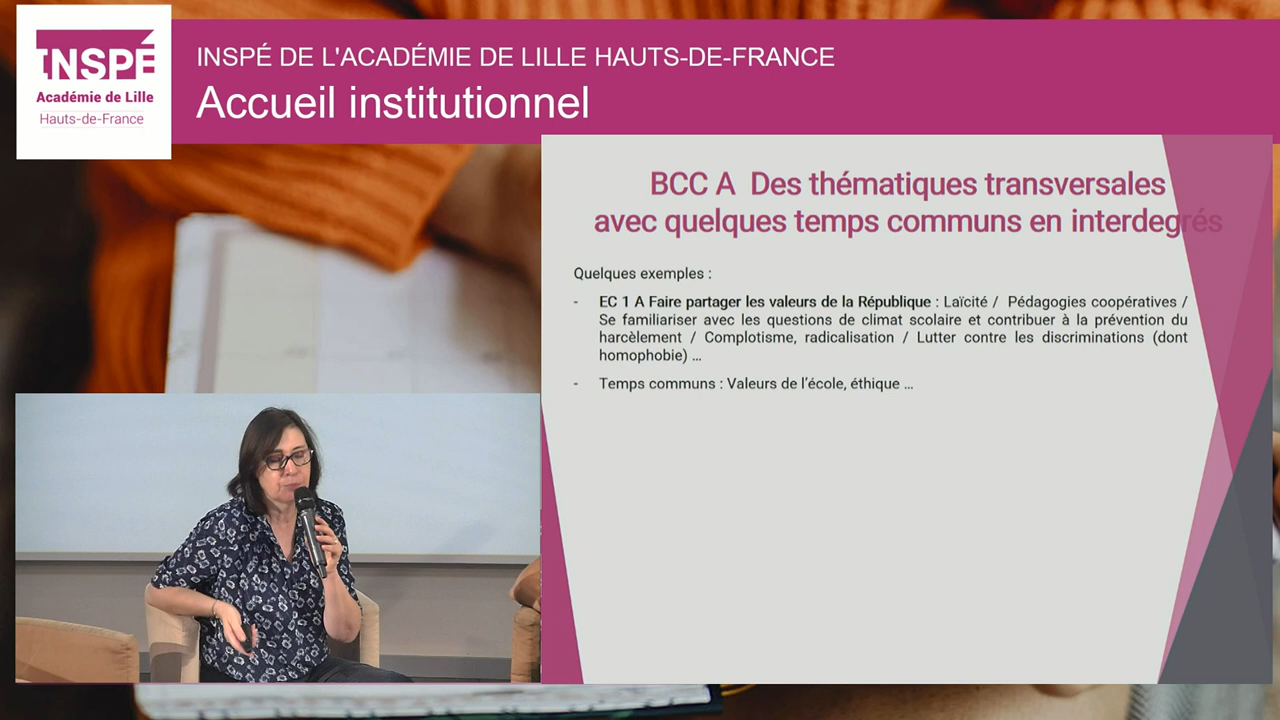 INSPÉ
Académie de Lille
Hauts-de-France
INSPÉ DE L'ACADÉMIE DE LILLE HAUTS-DE-FRANCE
Accueil institutionnel
BCC A Des thématiques transversales
avec quelques temps communs en interdegrés
Quelques exemples :
- EC 1 A Faire partager les valeurs de la République : Laïcité / Pédagogies coopératives /
Se familiariser avec les questions de climat scolaire et contribuer à la prévention du
harcèlement / Complotisme, radicalisation / Lutter contre les discriminations (dont
homophobie) ...
- Temps communs : Valeurs de l'école, éthique ...